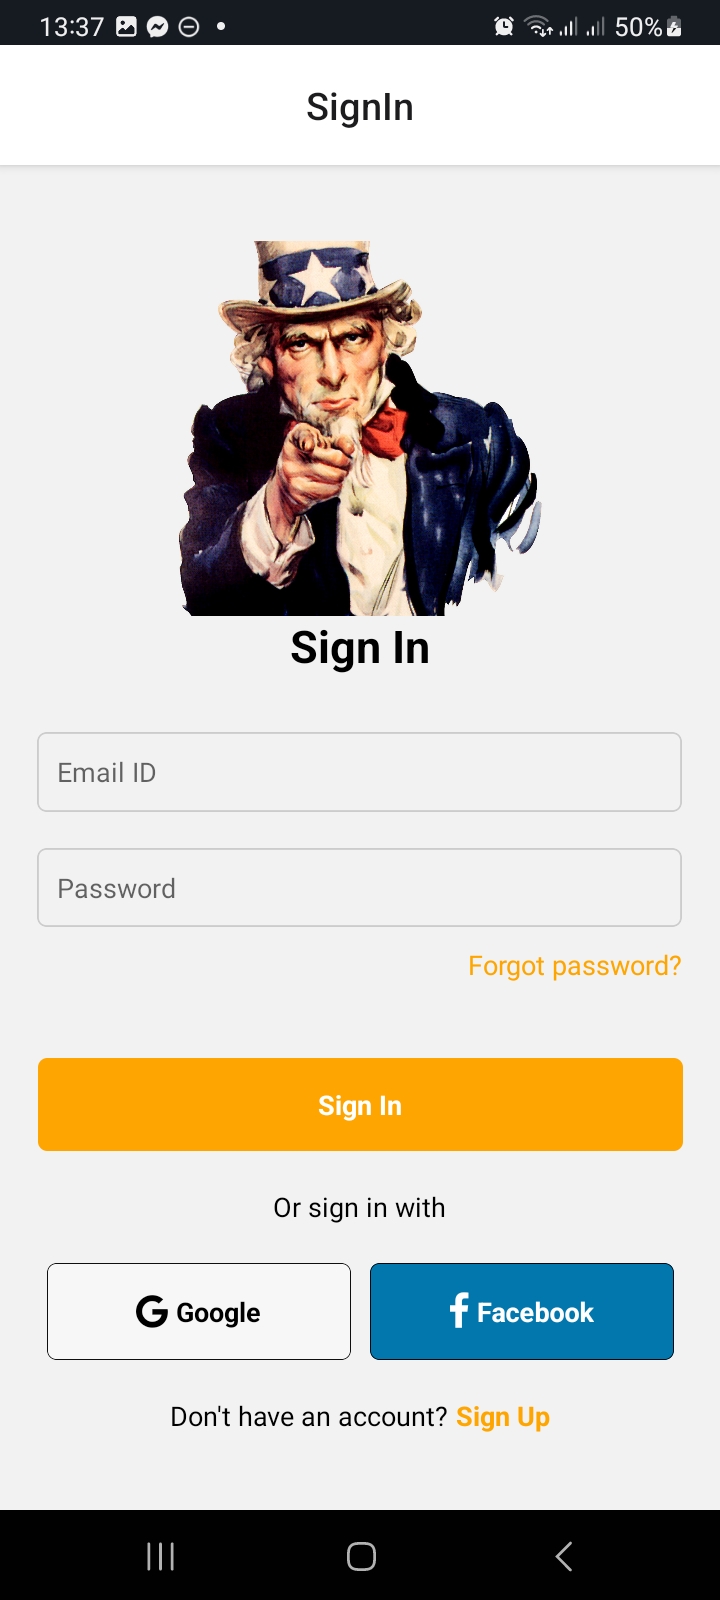 13:37 50%
SignIn
Sign In
Email ID
Password
Forgot password?
Sign In
Or sign in with
Google Facebook
Don't have an account? Sign Up